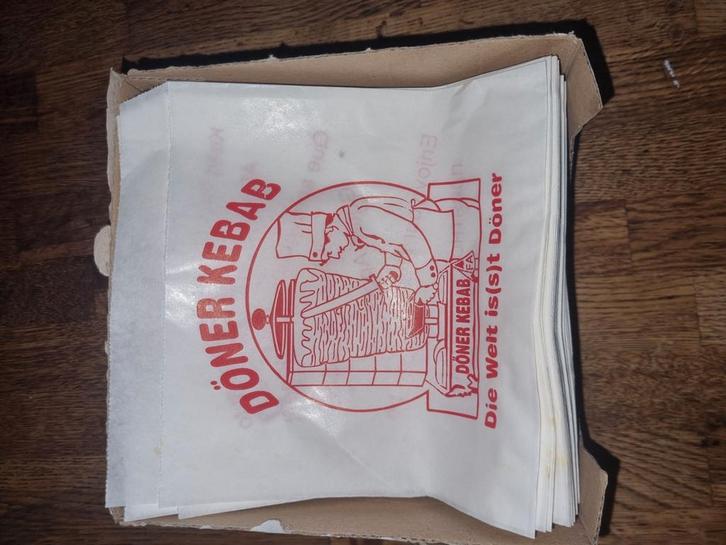 DÖNER KEBAB
DÖNER KEBAB
Die Welt is(s)t Döner